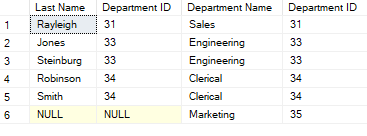 Last Name Department ID Department Name Department ID
1 Rayleigh 31 Sales 31
2 Jones 33 Engineering 33
3 Steinburg 33 Engineering 33
4 Robinson 34 Clerical 34
5 Smith 34 Clerical 34
6 NULL NULL Marketing 35